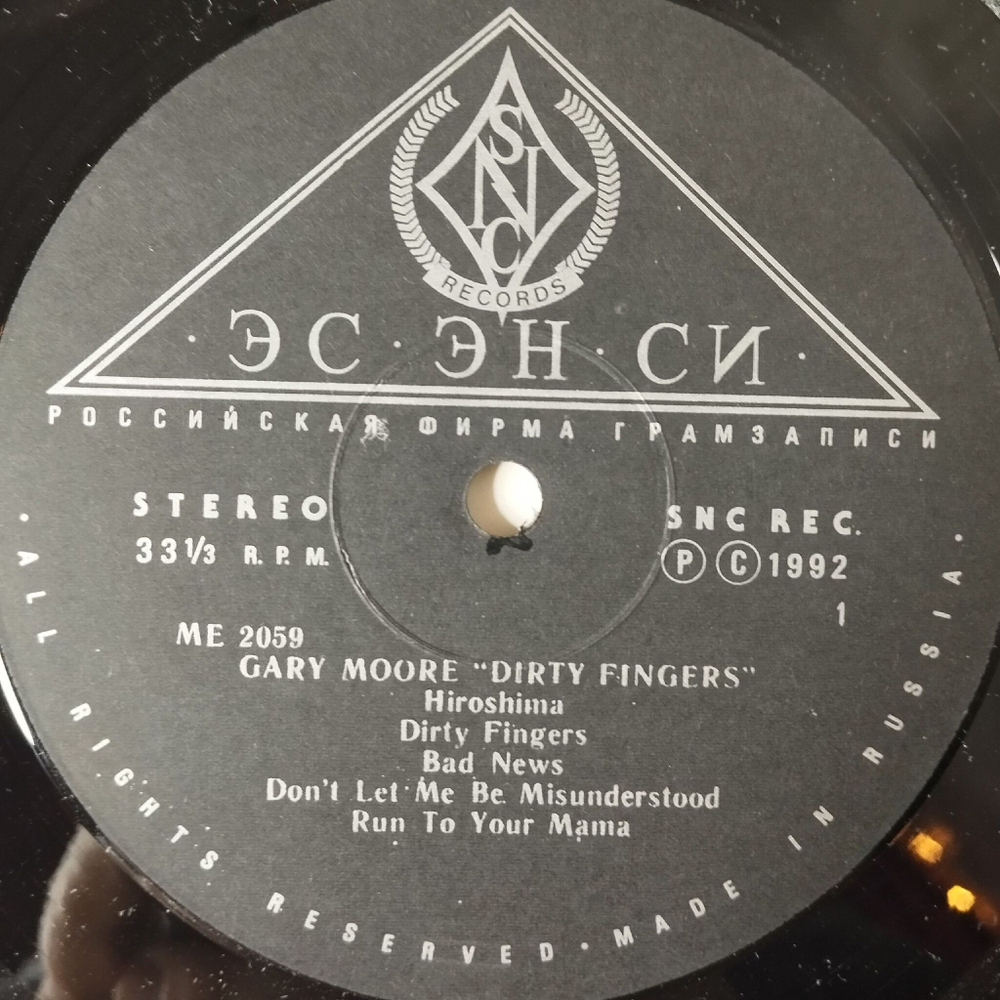 SNC
RECORDS
·ЭС·ЭН·СИ·
РОССИЙСКАЯ ФИРМА ГРАМЗАПИСИ
STEREO
33⅓ R.P.M.
SNC REC.
Ⓟ Ⓒ 1992
1
ME 2059
GARY MOORE “DIRTY FINGERS”
Hiroshima
Dirty Fingers
Bad News
Don't Let Me Be Misunderstood
Run To Your Mama
·ALL RIGHTS RESERVED·MADE IN RUSSIA·